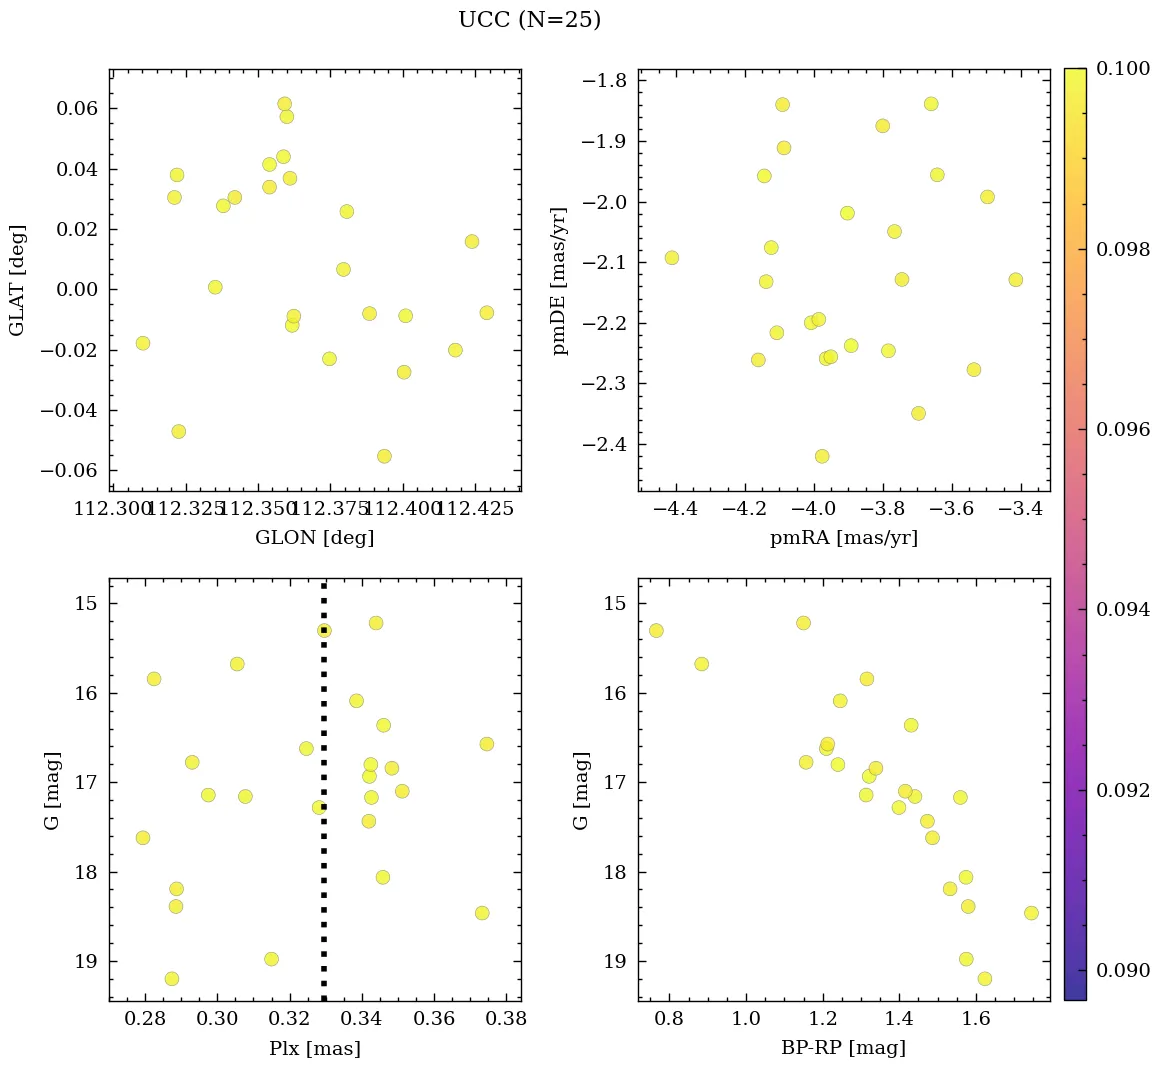 UCC (N=25)
0.06
0.04
0.02
0.00
−0.02
−0.04
−0.06
GLAT [deg]
112.300 112.325 112.350 112.375 112.400 112.425
GLON [deg]
−1.8
−1.9
−2.0
−2.1
−2.2
−2.3
−2.4
pmDE [mas/yr]
−4.4 −4.2 −4.0 −3.8 −3.6 −3.4
pmRA [mas/yr]
15
16
17
18
19
G [mag]
0.28 0.30 0.32 0.34 0.36 0.38
Plx [mas]
15
16
17
18
19
G [mag]
0.8 1.0 1.2 1.4 1.6
BP-RP [mag]
0.100
0.098
0.096
0.094
0.092
0.090